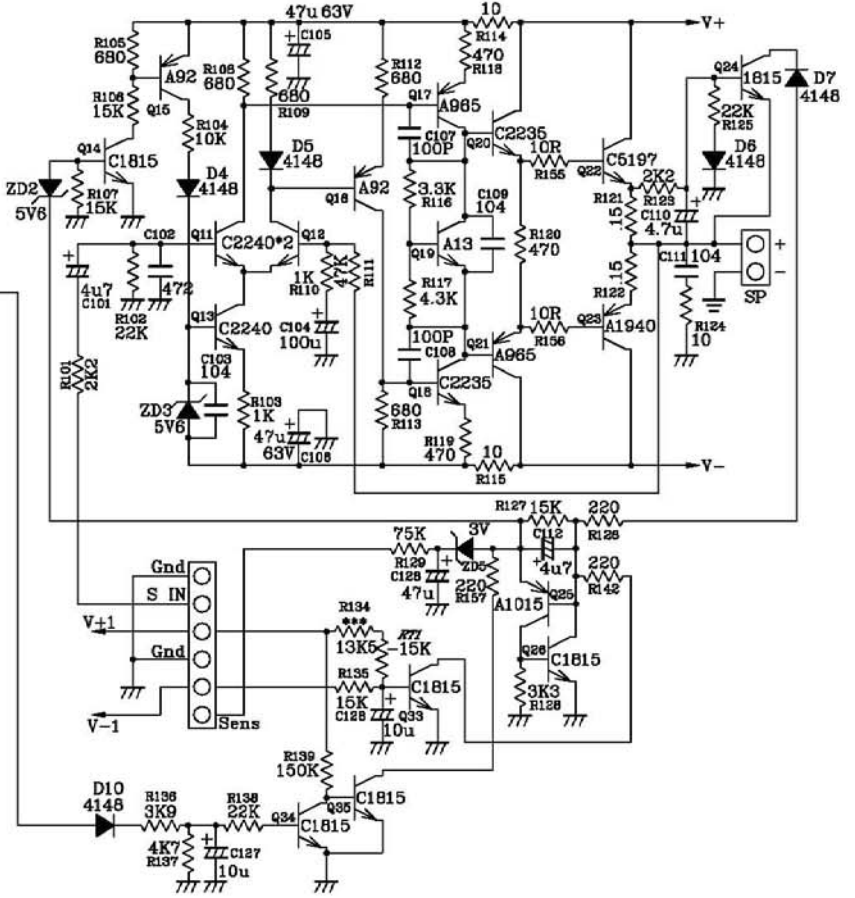 47u 63V
C105
10
R114
V+
R105
680
A92
Q15
R108
680
680
R109
R112
680
470
R118
Q17
A965
Q24
1815
D7
4148
R106
15K
R104
10K
Q14
C1815
C107
100P
Q20
C2235
10R
R155
C5197
Q22
22K
R125
D5
4148
D6
4148
ZD2
5V6
R107
15K
D4
4148
Q16
A92
3.3K
R116
C109
104
2K2
R123
R121
.15
C110
4.7u
C102
Q11
C2240*2
Q12
Q19
A13
R120
470
+
-
SP
4u7
C101
472
R102
22K
1K
R110
47K
R111
R117
4.3K
.15
R122
C111
104
Q13
C2240
C104
100u
100P
C108
Q21
A965
10R
R156
Q23
A1940
R124
10
R101
2K2
C103
104
ZD3
5V6
R103
1K
Q18
C2235
680
R113
47u
63V
C106
R119
470
10
R115
V-
R127
15K
220
R126
C112
4u7
75K
R129
3V
ZD5
C126
47u
220
R157
220
R142
A1015
Q25
Gnd
S IN
V+1
R134
***
13K5
RT1
-15K
Q26
C1815
Gnd
R135
15K
C1815
3K3
R128
V-1
Sens
C128
10u
Q33
R139
150K
D10
4148
R136
3K9
R138
22K
Q34
C1815
Q35
C1815
4K7
R137
C127
10u